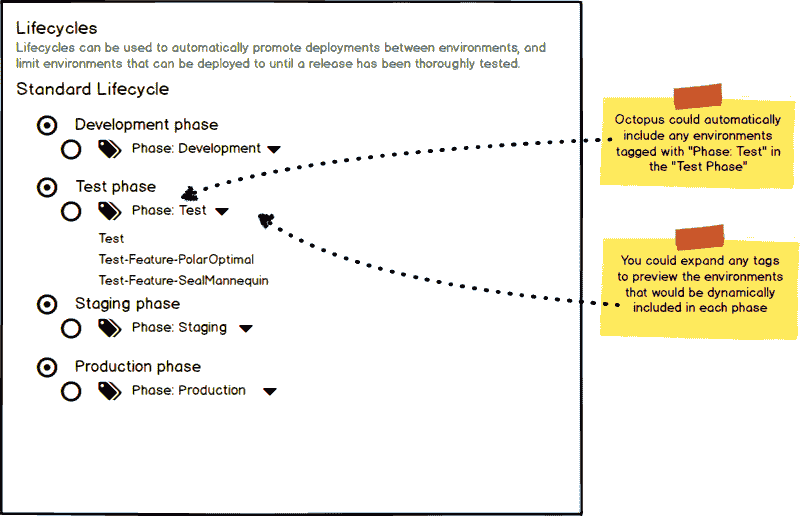 Lifecycles
Lifecycles can be used to automatically promote deployments between environments, and
limit environments that can be deployed to until a release has been thoroughly tested.
Standard Lifecycle
Development phase
Phase: Development
Test phase
Phase: Test
Test
Test-Feature-PolarOptimal
Test-Feature-SealMannequin
Staging phase
Phase: Staging
Production phase
Phase: Production
Octopus could automatically
include any environments
tagged with "Phase: Test" in
the "Test Phase"
You could expand any tags
to preview the environments
that would be dynamically
included in each phase